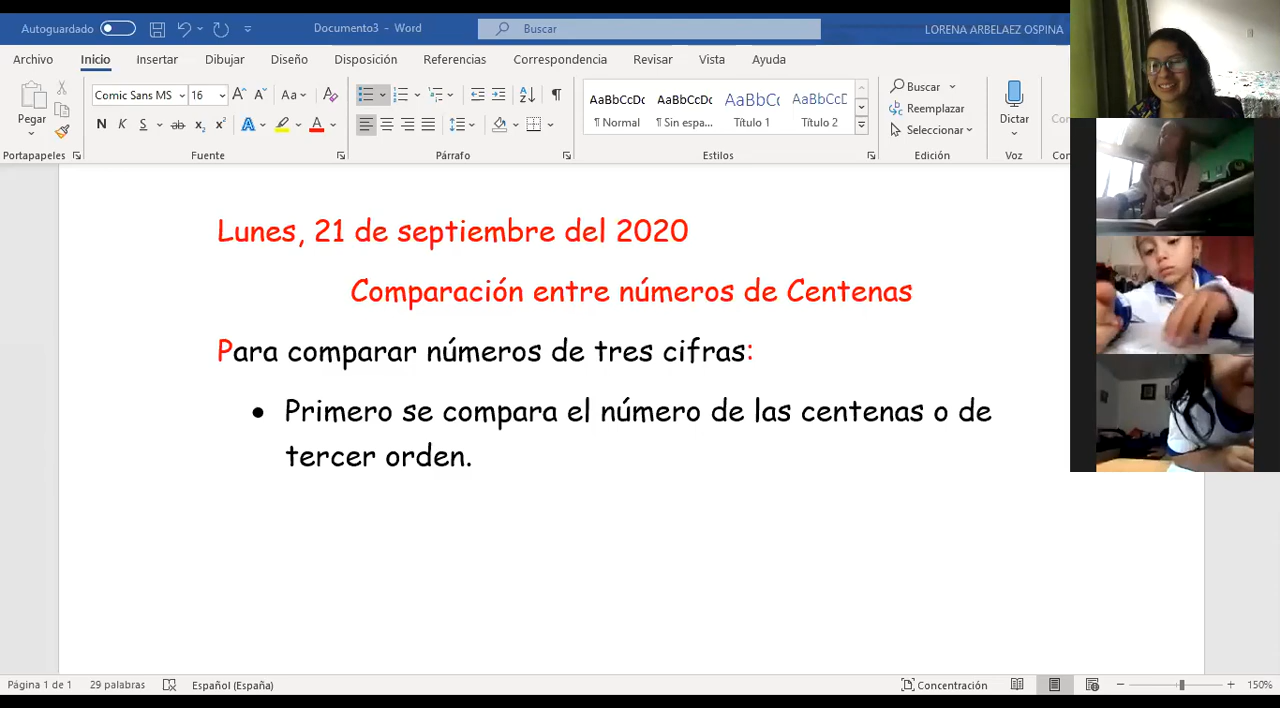 Autoguardado
Documento3 - Word
Buscar
LORENA ARBELAEZ OSPINA
Archivo Inicio Insertar Dibujar Diseño Disposición Referencias Correspondencia Revisar Vista Ayuda
Pegar
Comic Sans MS 16
Aa
N K S ab x₂ x²
A A
AaBbCcDc AaBbCcDc AaBbCc AaBbCcD
¶ Normal ¶ Sin espa... Título 1 Título 2
Buscar
Reemplazar
Seleccionar
Dictar
Portapapeles Fuente Párrafo Estilos Edición Voz
Lunes, 21 de septiembre del 2020
Comparación entre números de Centenas
Para comparar números de tres cifras:
• Primero se compara el número de las centenas o de
tercer orden.
Página 1 de 1 29 palabras Español (España) Concentración 150%